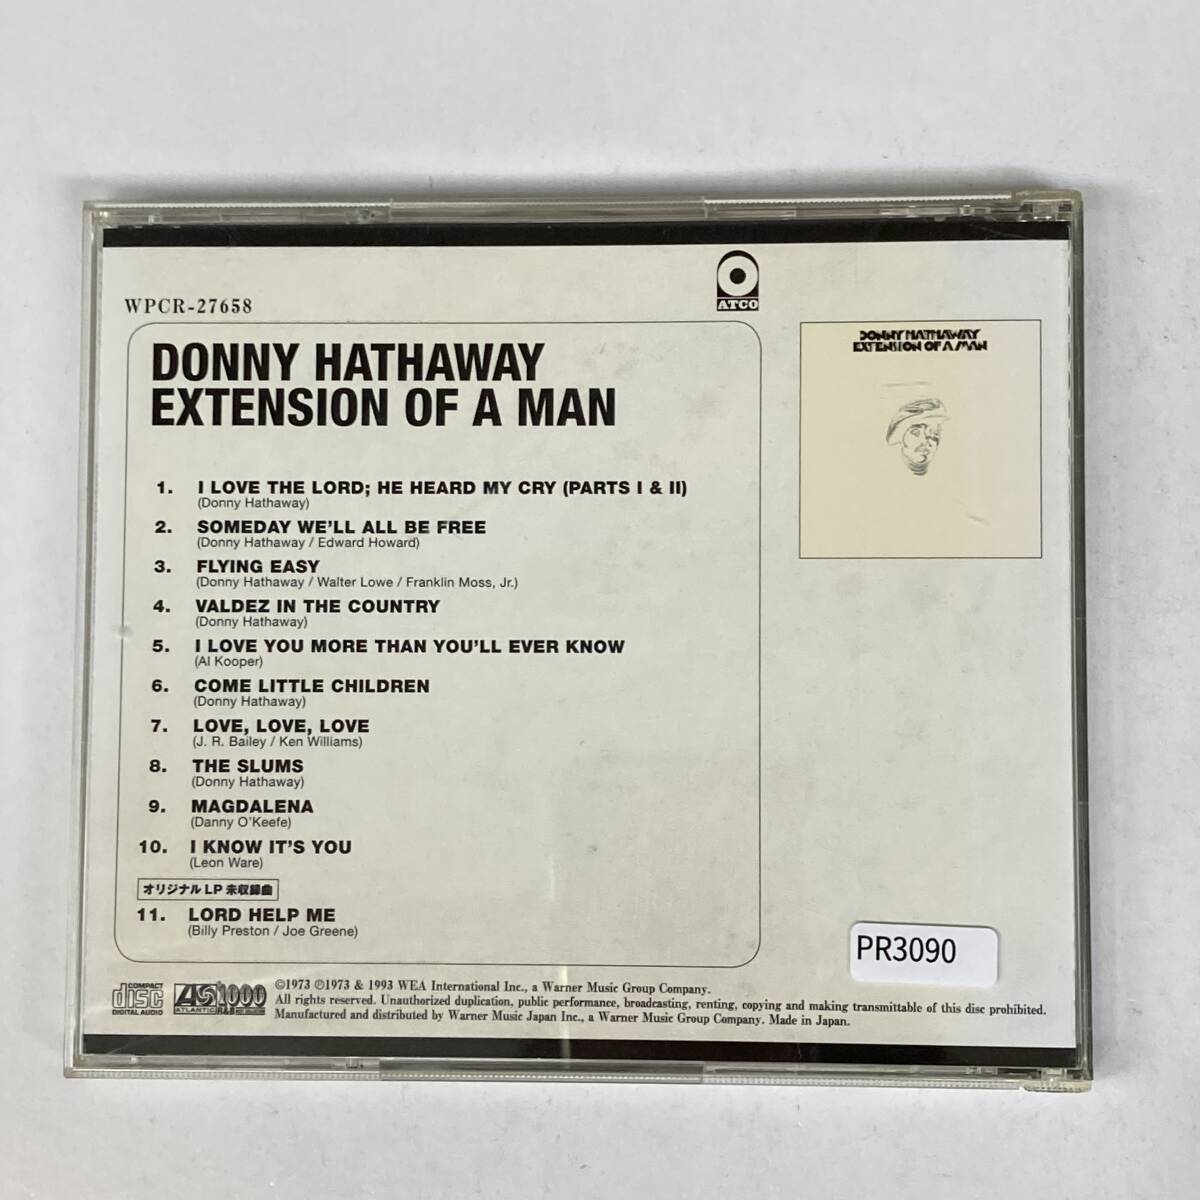 WPCR-27658
ATCO
DONNY HATHAWAY
EXTENSION OF A MAN
DONNY HATHAWAY
EXTENSION OF A MAN
1. I LOVE THE LORD; HE HEARD MY CRY (PARTS I & II)
(Donny Hathaway)
2. SOMEDAY WE'LL ALL BE FREE
(Donny Hathaway / Edward Howard)
3. FLYING EASY
(Donny Hathaway / Walter Lowe / Franklin Moss, Jr.)
4. VALDEZ IN THE COUNTRY
(Donny Hathaway)
5. I LOVE YOU MORE THAN YOU'LL EVER KNOW
(Al Kooper)
6. COME LITTLE CHILDREN
(Donny Hathaway)
7. LOVE, LOVE, LOVE
(J. R. Bailey / Ken Williams)
8. THE SLUMS
(Donny Hathaway)
9. MAGDALENA
(Danny O'Keefe)
10. I KNOW IT'S YOU
(Leon Ware)
オリジナルLP未収録曲
11. LORD HELP ME
(Billy Preston / Joe Greene)
PR3090
COMPACT
disc
DIGITAL AUDIO
ATLANTIC R&B 1000
©1973 ℗1973 & 1993 WEA International Inc., a Warner Music Group Company.
All rights reserved. Unauthorized duplication, public performance, broadcasting, renting, copying and making transmittable of this disc prohibited.
Manufactured and distributed by Warner Music Japan Inc., a Warner Music Group Company. Made in Japan.